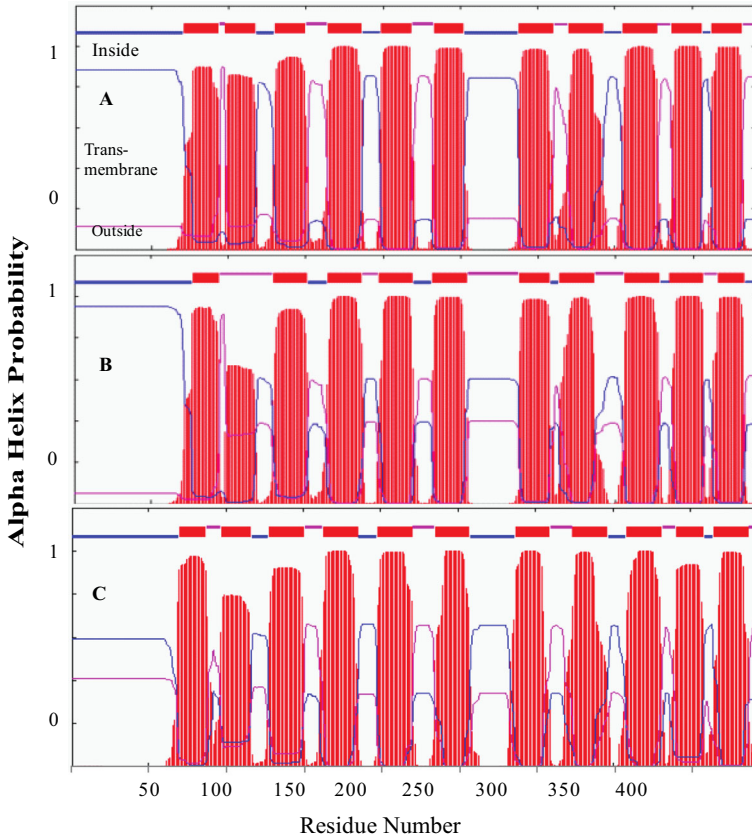 Inside
1
A
Trans-
membrane
0
Outside
Alpha Helix Probability
1
B
0
1
C
0
50 100 150 200 250 300 350 400
Residue Number